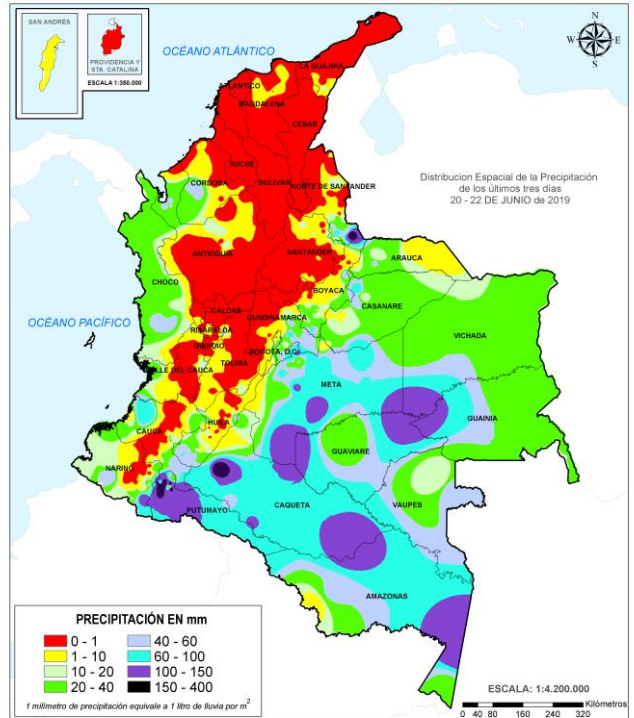 SAN ANDRÉS
PROVIDENCIA Y
STA. CATALINA
ESCALA 1:350.000
OCÉANO ATLÁNTICO
N
W
E
S
LA GUAJIRA
ATLANTICO
MAGDALENA
CESAR
SUCRE
CORDOBA
BOLIVAR
NORTE DE SANTANDER
Distribucion Espacial de la Precipitación
de los últimos tres días
20 - 22 DE JUNIO de 2019
ANTIOQUIA
SANTANDER
ARAUCA
CHOCO
BOYACA
CASANARE
OCÉANO PACÍFICO
CALDAS
CUNDINAMARCA
RISARALDA
VICHADA
QUINDIO
BOGOTA, D.C.
TOLIMA
VALLE DEL CAUCA
META
GUAINIA
CAUCA
HUILA
GUAVIARE
NARIÑO
VAUPES
CAQUETA
PUTUMAYO
AMAZONAS
PRECIPITACIÓN EN mm
0 - 1
40 - 60
1 - 10
60 - 100
10 - 20
100 - 150
20 - 40
150 - 400
1 milimetro de precipitación equivale a 1 litro de lluvia por m2
ESCALA: 1:4.200.000
Kilómetros
0 40 80 160 240 320